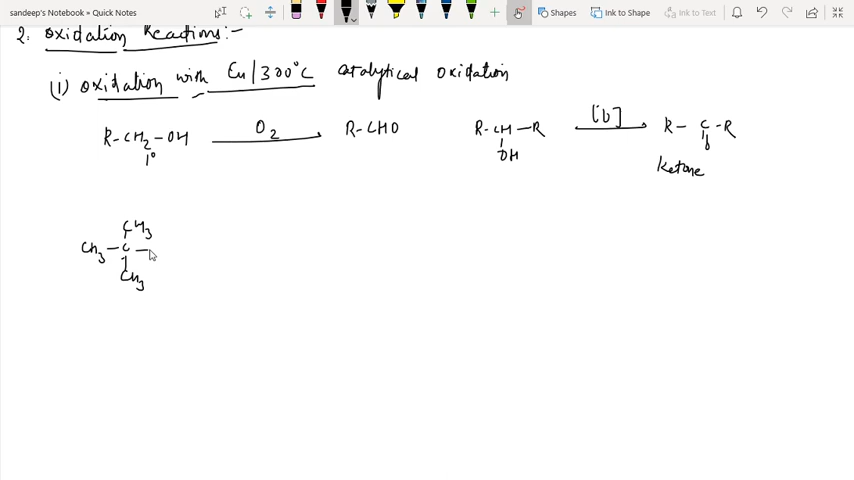 sandeep's Notebook » Quick Notes
Shapes
Ink to Shape
Ink to Text
2. Oxidation Reactions:-
(i) Oxidation with Cu/300°C catalytical oxidation
R-CH2-OH O2 R-CHO R-CH-R [O] R-C-R
1° OH O
Ketone
CH3
CH3-C-
CH3